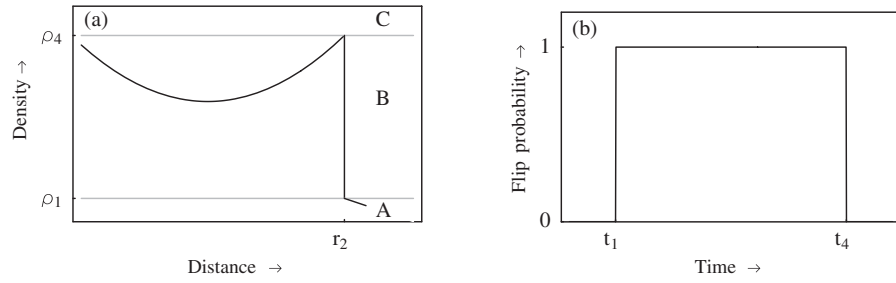 (a)
C
ρ4
B
ρ1
A
r2
Density →
Distance →
(b)
1
0
t1
t4
Flip probability →
Time →